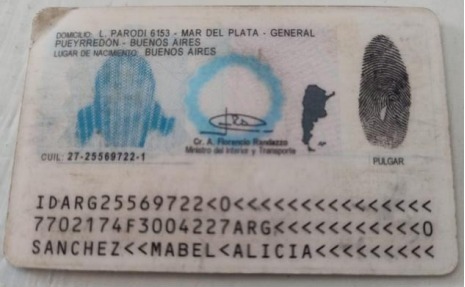 DOMICILIO: L. PARODI 6153 - MAR DEL PLATA - GENERAL
PUEYRREDON - BUENOS AIRES
LUGAR DE NACIMIENTO: BUENOS AIRES
Cr. A. Florencio Randazzo
Ministro del Interior y Transporte
CUIL: 27-25569722-1
PULGAR
IDARG25569722<0<<<<<<<<<<<<<<<
7702174F3004227ARG<<<<<<<<<<<0
SANCHEZ<<MABEL<ALICIA<<<<<<<<<